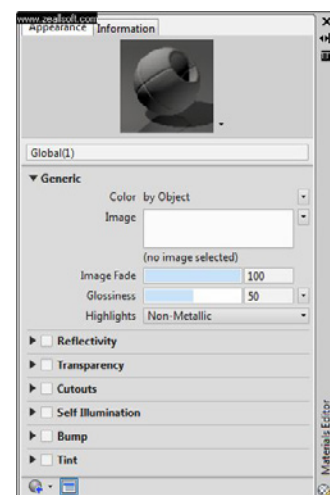 www.zeallsoft.com
Appearance Information
Global(1)
Generic
Color by Object
Image
(no image selected)
Image Fade 100
Glossiness 50
Highlights Non-Metallic
Reflectivity
Transparency
Cutouts
Self Illumination
Bump
Tint
Materials Editor